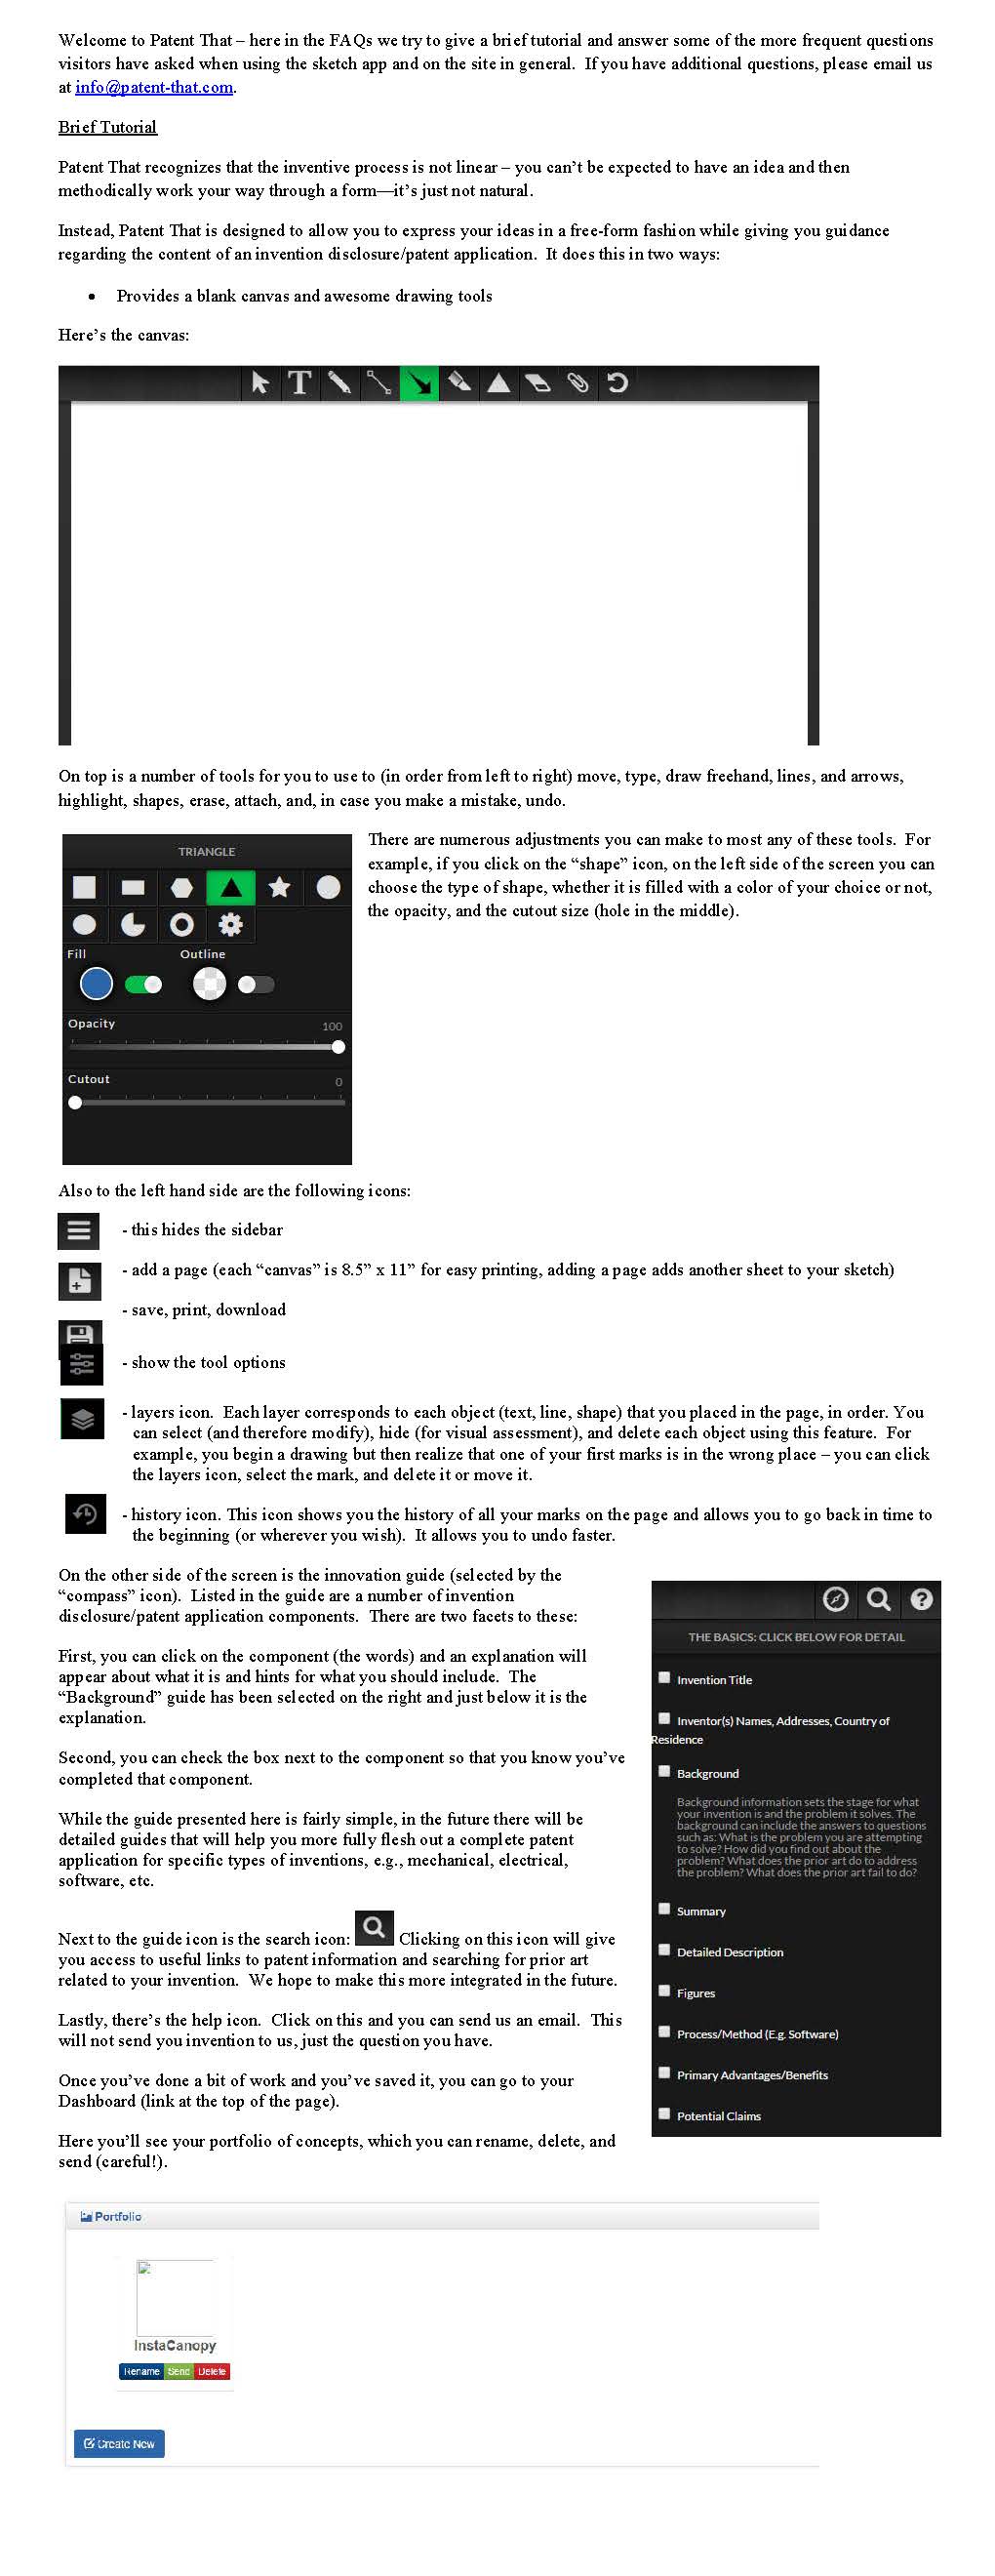 Welcome to Patent That – here in the FAQs we try to give a brief tutorial and answer some of the more frequent questions
visitors have asked when using the sketch app and on the site in general.  If you have additional questions, please email us
at info@patent-that.com.
Brief Tutorial
Patent That recognizes that the inventive process is not linear – you can’t be expected to have an idea and then
methodically work your way through a form—it’s just not natural.
Instead, Patent That is designed to allow you to express your ideas in a free-form fashion while giving you guidance
regarding the content of an invention disclosure/patent application.  It does this in two ways:
• Provides a blank canvas and awesome drawing tools
Here’s the canvas:
T
On top is a number of tools for you to use to (in order from left to right) move, type, draw freehand, lines, and arrows,
highlight, shapes, erase, attach, and, in case you make a mistake, undo.
TRIANGLE
Fill Outline
Opacity 100
Cutout 0
There are numerous adjustments you can make to most any of these tools.  For
example, if you click on the “shape” icon, on the left side of the screen you can
choose the type of shape, whether it is filled with a color of your choice or not,
the opacity, and the cutout size (hole in the middle).
Also to the left hand side are the following icons:
- this hides the sidebar
- add a page (each “canvas” is 8.5” x 11” for easy printing, adding a page adds another sheet to your sketch)
- save, print, download
- show the tool options
- layers icon.  Each layer corresponds to each object (text, line, shape) that you placed in the page, in order. You
can select (and therefore modify), hide (for visual assessment), and delete each object using this feature.  For
example, you begin a drawing but then realize that one of your first marks is in the wrong place – you can click
the layers icon, select the mark, and delete it or move it.
- history icon. This icon shows you the history of all your marks on the page and allows you to go back in time to
the beginning (or wherever you wish).  It allows you to undo faster.
On the other side of the screen is the innovation guide (selected by the
“compass” icon).  Listed in the guide are a number of invention
disclosure/patent application components.  There are two facets to these:
First, you can click on the component (the words) and an explanation will
appear about what it is and hints for what you should include.  The
“Background” guide has been selected on the right and just below it is the
explanation.
Second, you can check the box next to the component so that you know you’ve
completed that component.
While the guide presented here is fairly simple, in the future there will be
detailed guides that will help you more fully flesh out a complete patent
application for specific types of inventions, e.g., mechanical, electrical,
software, etc.
Next to the guide icon is the search icon: Clicking on this icon will give
you access to useful links to patent information and searching for prior art
related to your invention.  We hope to make this more integrated in the future.
Lastly, there’s the help icon.  Click on this and you can send us an email.  This
will not send you invention to us, just the question you have.
Once you’ve done a bit of work and you’ve saved it, you can go to your
Dashboard (link at the top of the page).
Here you’ll see your portfolio of concepts, which you can rename, delete, and
send (careful!).
?
THE BASICS: CLICK BELOW FOR DETAIL
Invention Title
Inventor(s) Names, Addresses, Country of
Residence
Background
Background information sets the stage for what
your invention is and the problem it solves. The
background can include the answers to questions
such as: What is the problem you are attempting
to solve? How did you find out about the
problem? What does the prior art do to address
the problem? What does the prior art fail to do?
Summary
Detailed Description
Figures
Process/Method (E.g. Software)
Primary Advantages/Benefits
Potential Claims
Portfolio
InstaCanopy
Rename Send Delete
Create New